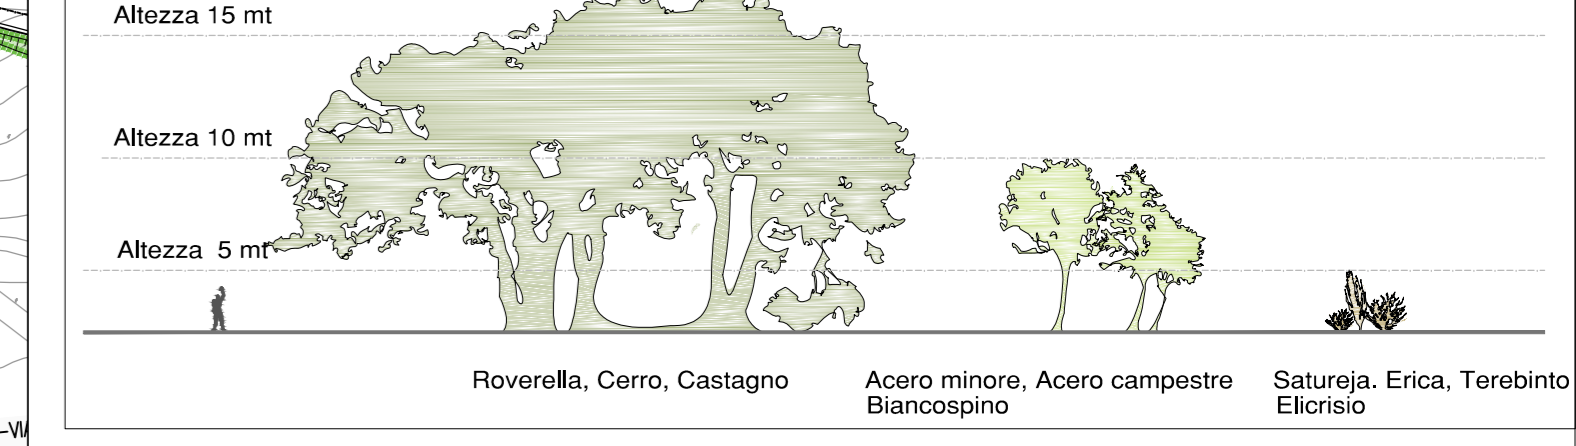 Altezza 15 mt
Altezza 10 mt
Altezza 5 mt
Roverella, Cerro, Castagno
Acero minore, Acero campestre
Biancospino
Satureja. Erica, Terebinto
Elicrisio